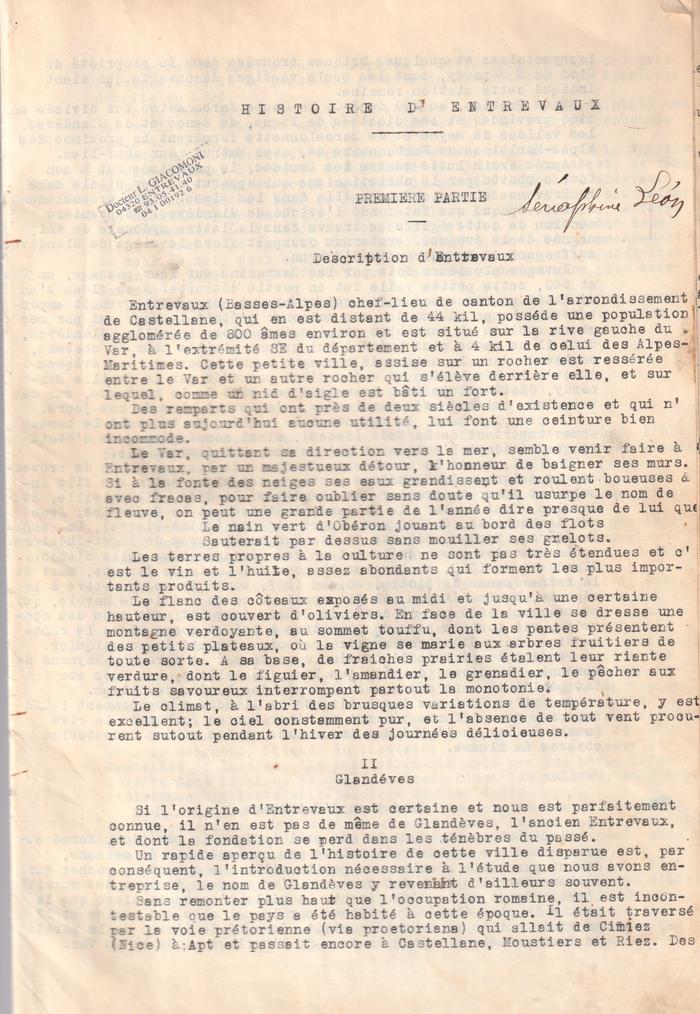 HISTOIRE D' ENTREVAUX
Docteur L. GIACOMONI
04320 ENTREVAUX
☎ 93.05.41.40
04 1 00192 6
PREMIERE PARTIE
Séraphine Léon
Description d'Entrevaux
Entrevaux (Basses-Alpes) chef-lieu de canton de l'arrondissement
de Castellane, qui en est distant de 44 kil, posséde une population
agglomérée de 800 âmes environ et est situé sur la rive gauche du
Var, à l'extrémité SE du département et à 4 kil de celui des Alpes-
Maritimes. Cette petite ville, assise sur un rocher est resserée
entre le Var et un autre rocher qui s'élève derrière elle, et sur
lequel, comme un nid d'aigle est bâti un fort.
Des remparts qui ont près de deux siècles d'existence et qui n'
ont plus aujourd'hui aucune utilité, lui font une ceinture bien
incommode.
Le Var, quittant sa direction vers la mer, semble venir faire à
Entrevaux, par un majestueux détour, l'honneur de baigner ses murs.
Si à la fonte des neiges ses eaux grandissent et roulent boueuses &
avec fracas, pour faire oublier sans doute qu'il usurpe le nom de
fleuve, on peut une grande partie de l'année dire presque de lui que
Le nain vert d'Obéron jouant au bord des flots
Sauterait par dessus sans mouiller ses grelots.
Les terres propres à la culture ne sont pas très étendues et c'
est le vin et l'huile, assez abondants qui forment les plus impor-
tants produits.
Le flanc des côteaux exposés au midi et jusqu'à une certaine
hauteur, est couvert d'oliviers. En face de la ville se dresse une
montagne verdoyante, au sommet touffu, dont les pentes présentent
des petits plateaux, où la vigne se marie aux arbres fruitiers de
toute sorte. A sa base, de fraiches prairies étalent leur riante
verdure, dont le figuier, l'amandier, le grenadier, le pêcher aux
fruits savoureux interrompent partout la monotonie.
Le climat, à l'abri des brusques variations de température, y est
excellent; le ciel constamment pur, et l'absence de tout vent procu-
rent sutout pendant l'hiver des journées délicieuses.
II
Glandéves
Si l'origine d'Entrevaux est certaine et nous est parfaitement
connue, il n'en est pas de même de Glandèves, l'ancien Entrevaux,
et dont la fondation se perd dans les ténèbres du passé.
Un rapide aperçu de l'histoire de cette ville disparue est, par
conséquent, l'introduction nécessaire à l'étude que nous avons en-
treprise, le nom de Glandèves y revenant d'ailleurs souvent.
Sans remonter plus haut que l'occupation romaine, il est incon-
testable que le pays a été habité à cette époque. Il était traversé
par la voie prétorienne (via proetoriana) qui allait de Cimiez
(Nice) à Apt et passait encore à Castellane, Moustiers et Riez. Des